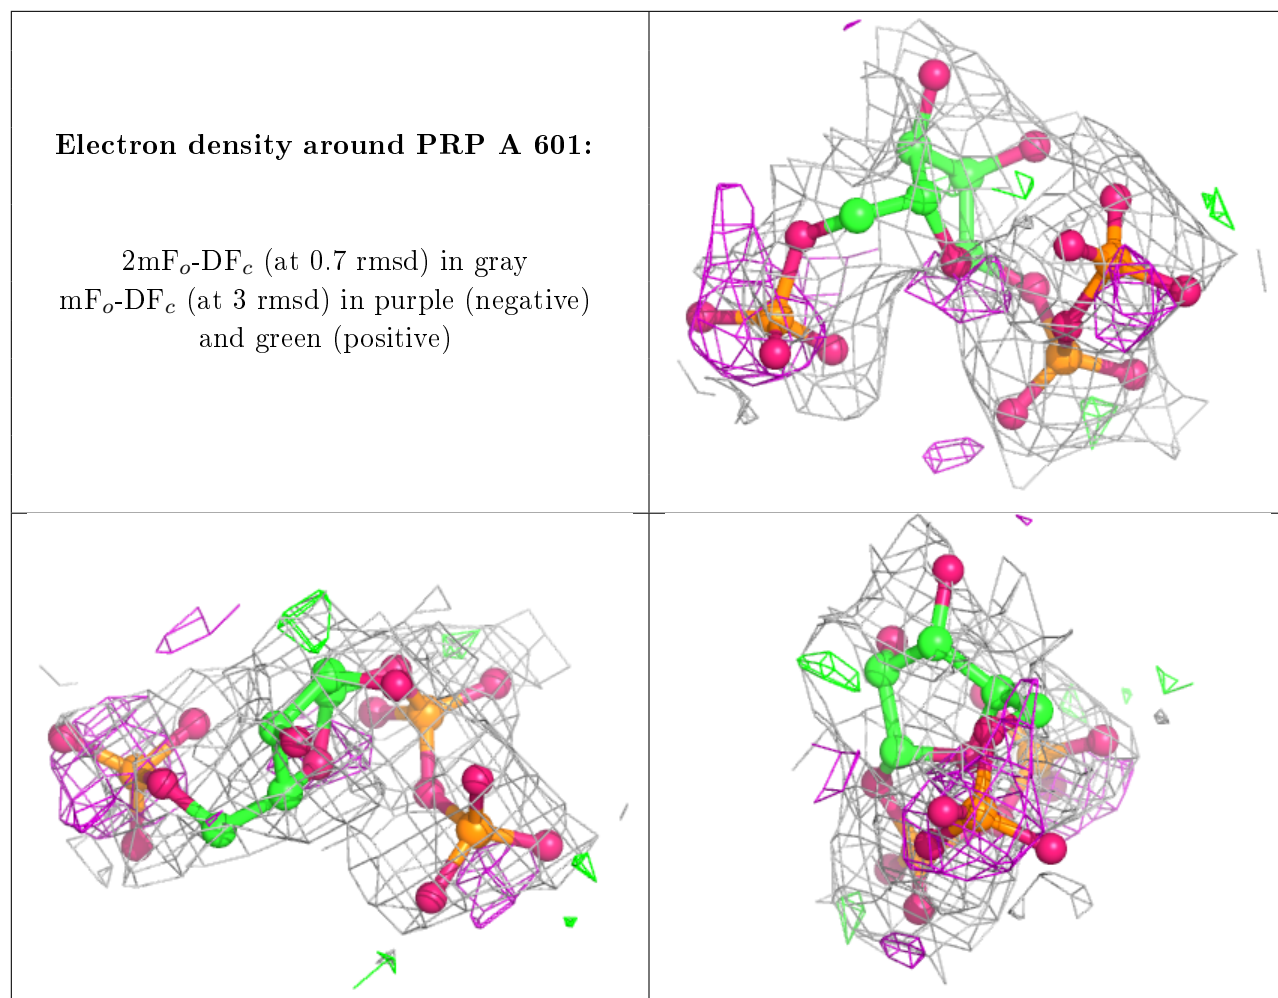 Electron density around PRP A 601:
2mFo-DFc (at 0.7 rmsd) in gray
mFo-DFc (at 3 rmsd) in purple (negative)
and green (positive)